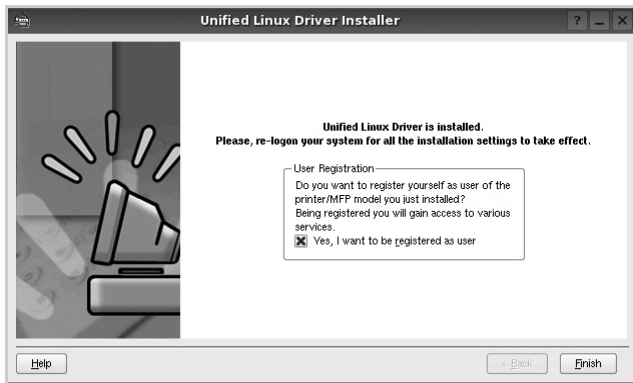 Unified Linux Driver Installer
Unified Linux Driver is installed.
Please, re-logon your system for all the installation settings to take effect.
User Registration
Do you want to register yourself as user of the
printer/MFP model you just installed?
Being registered you will gain access to various
services.
Yes, I want to be registered as user
Help
< Back
Finish